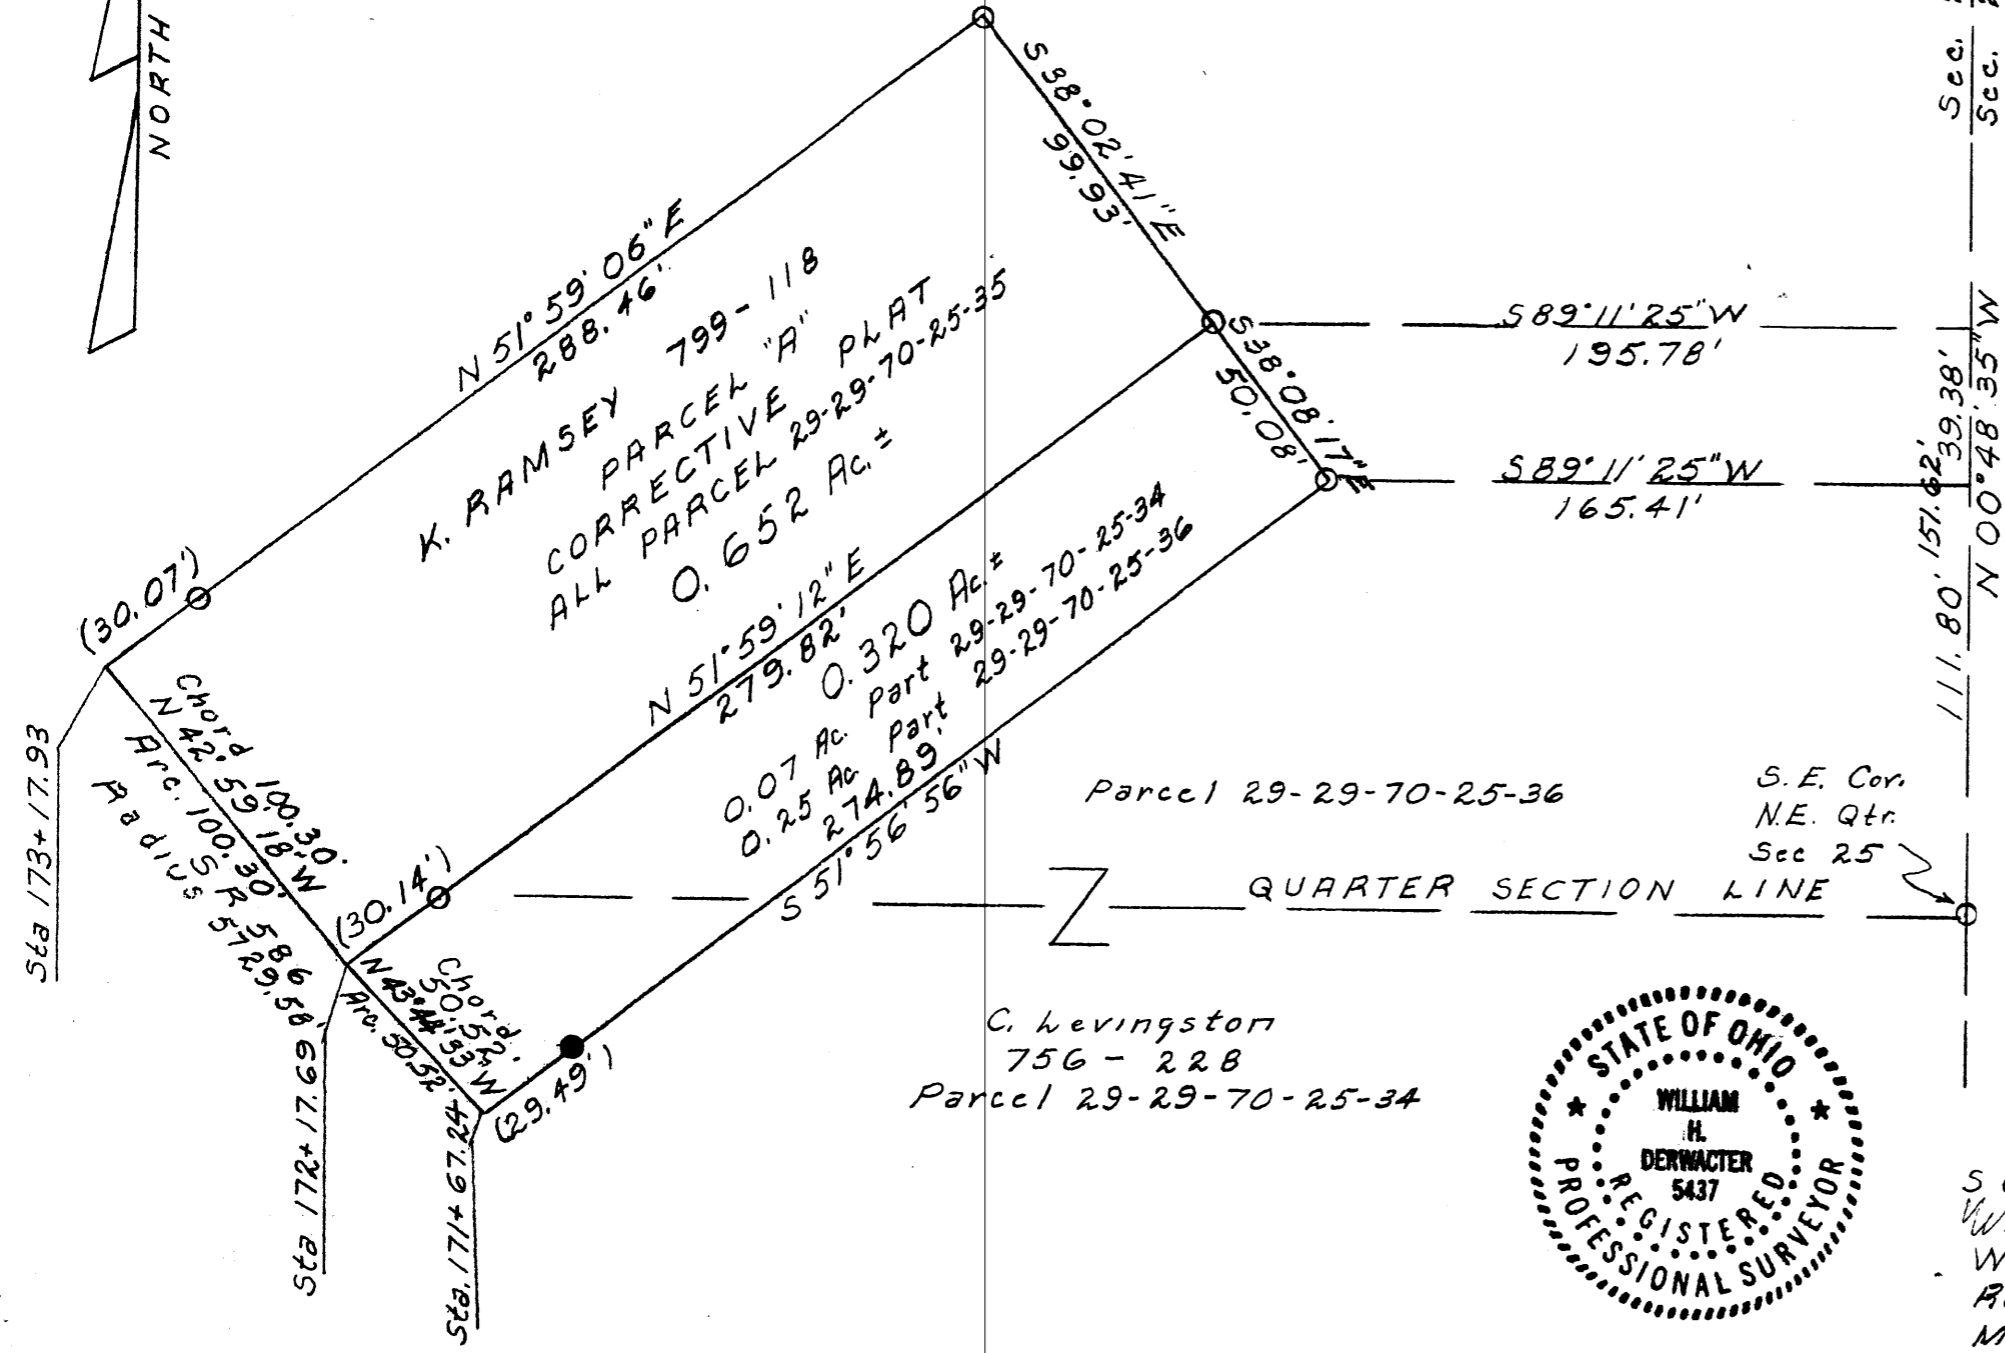 NORTH
Sec.
Sec.
S 38° 02' 41" E
99.93'
N 51° 59' 06" E
288.46'
K. RAMSEY 799-118
PARCEL "A"
CORRECTIVE PLAT
ALL PARCEL 29-29-70-25-35
0.652 Ac.±
S 89° 11' 25" W
195.78'
S 38° 08' 17" E
50.08'
S 89° 11' 25" W
165.41'
39.38'
151.62'
111.80'
N 00° 48' 35" W
(30.07')
N 51° 59' 12" E
279.82'
0.320 Ac.±
0.07 Ac. Part 29-29-70-25-34
0.25 Ac Part 29-29-70-25-36
274.89'
S 51° 56' 56" W
Chord 100.30'
N 42° 59' 18" W
Arc. 100.30'
S R 586
Radius 5729.58'
Sta 173+17.93
(30.14')
Chord
50.52'
N 43° 44' 33" W
Arc. 50.52'
(29.49')
Sta 172+17.69
Sta. 171+67.24
Parcel 29-29-70-25-36
S.E. Cor.
N.E. Qtr.
Sec 25
QUARTER SECTION LINE
C. Levingston
756 - 228
Parcel 29-29-70-25-34
STATE OF OHIO
WILLIAM
H.
DERWACTER
5437
REGISTERED
PROFESSIONAL SURVEYOR